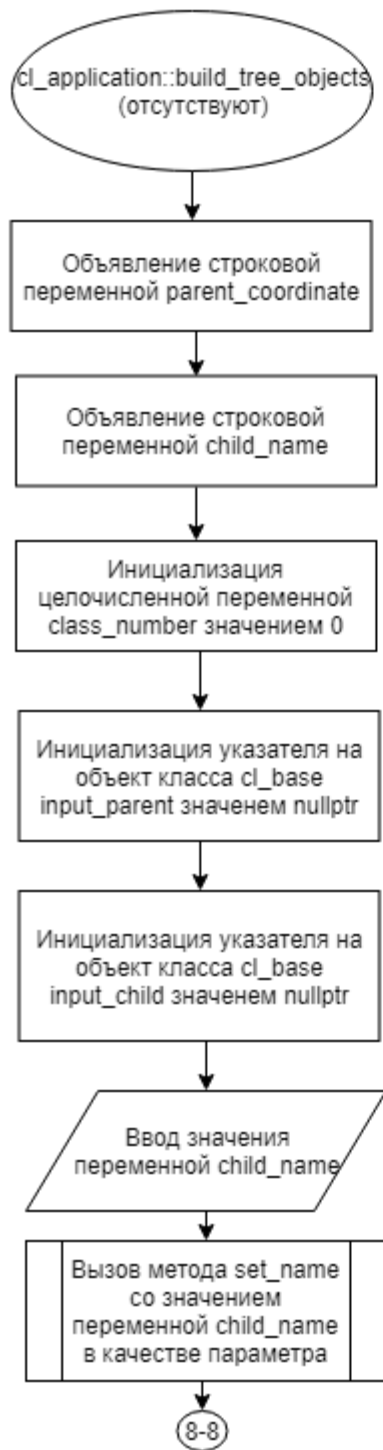 cl_application::build_tree_objects
(отсутствуют)
Объявление строковой
переменной parent_coordinate
Объявление строковой
переменной child_name
Инициализация
целочисленной переменной
class_number значением 0
Инициализация указателя на
объект класса cl_base
input_parent значенем nullptr
Инициализация указателя на
объект класса cl_base
input_child значенем nullptr
Ввод значения
переменной child_name
Вызов метода set_name
со значением
переменной child_name
в качестве параметра
8-8